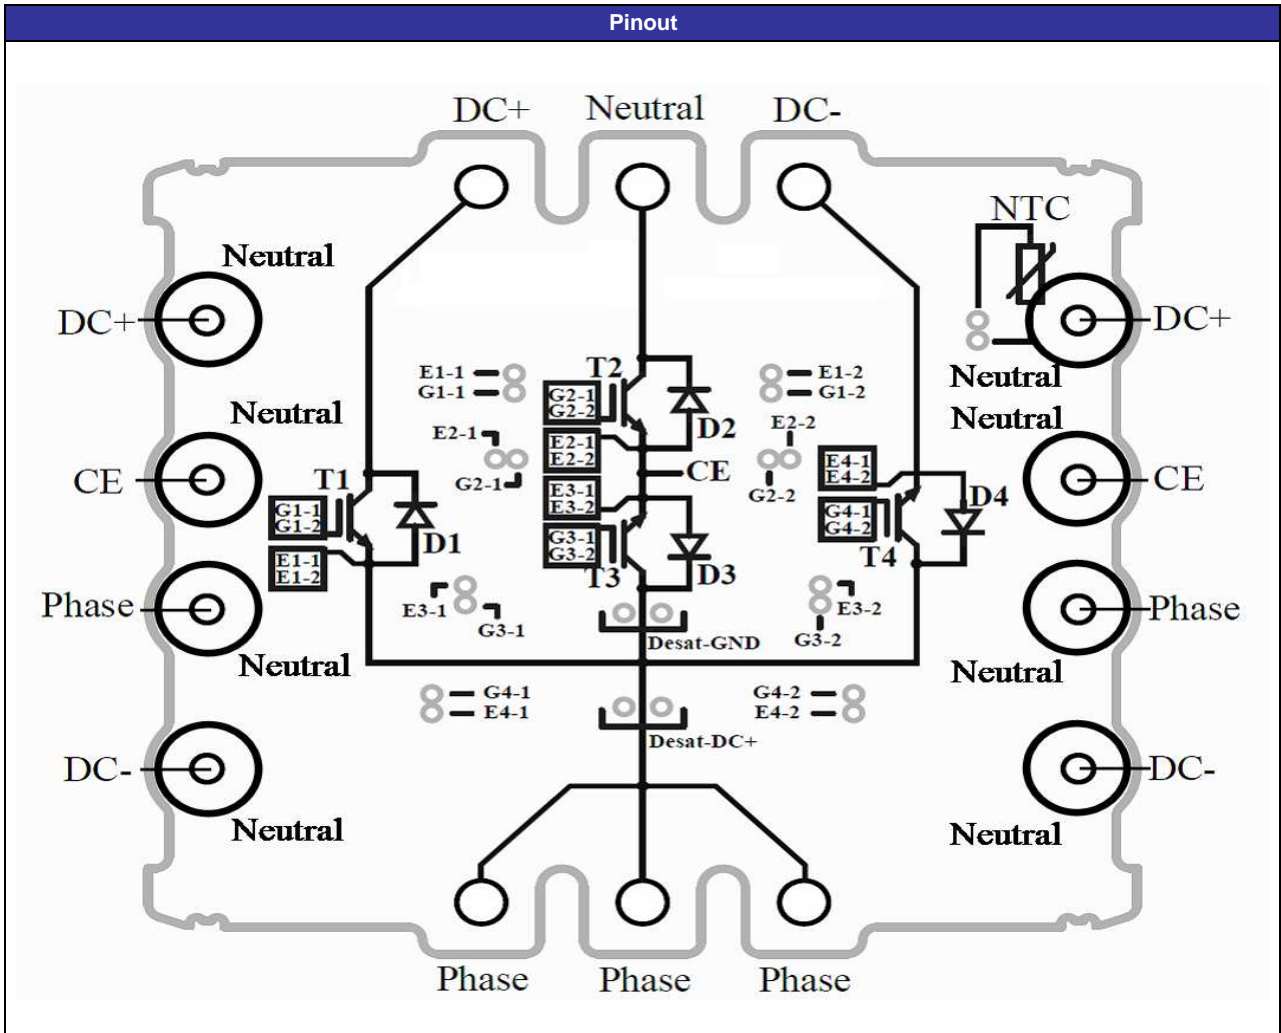 Pinout
DC+ Neutral DC-
NTC
Neutral
DC+
DC+
Neutral
E1-1
G1-1
T2
G2-1
G2-2
D2
E1-2
G1-2
Neutral
Neutral
E2-1
G2-1
E2-1
E2-2
CE
E2-2
G2-2
CE
CE
T1
G1-1
G1-2
D1
E1-1
E1-2
E3-1
E3-2
G3-1
G3-2
T3
D3
E4-1
E4-2
G4-1
G4-2
T4
D4
Phase
Phase
E3-1
G3-1
Desat-GND
E3-2
G3-2
Neutral
Neutral
G4-1
E4-1
G4-2
E4-2
Desat-DC+
DC-
DC-
Neutral
Neutral
Phase Phase Phase